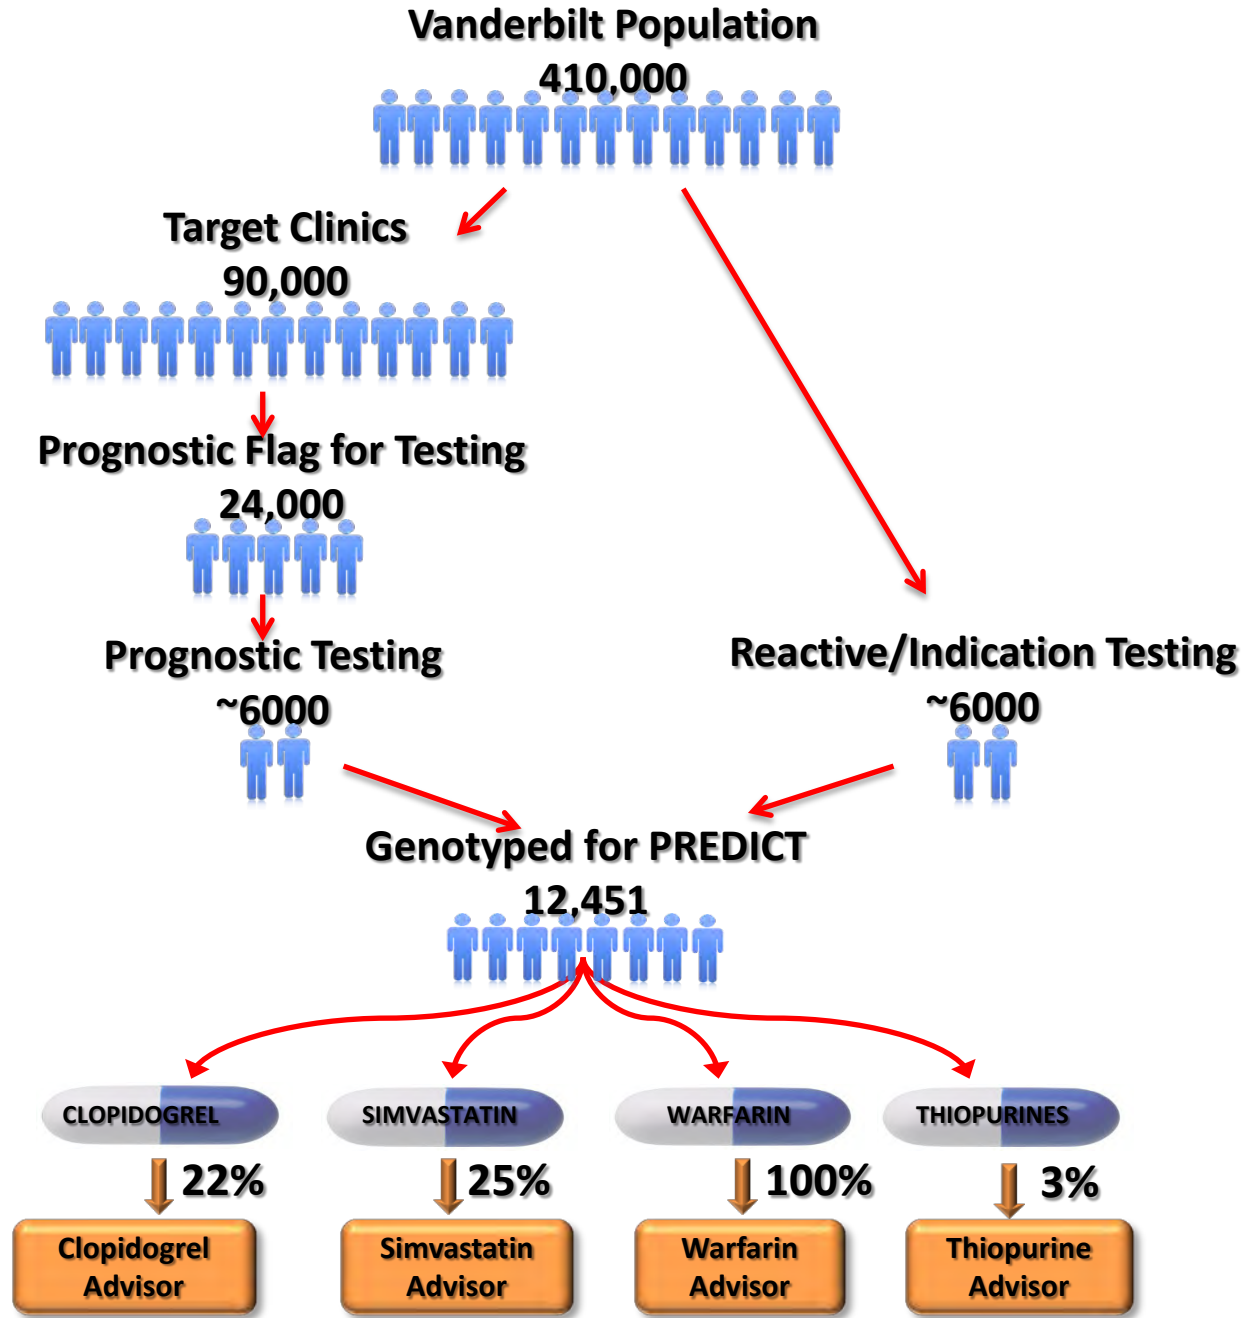 Vanderbilt Population
410,000
Target Clinics
90,000
Prognostic Flag for Testing
24,000
Prognostic Testing
~6000
Reactive/Indication Testing
~6000
Genotyped for PREDICT
12,451
CLOPIDOGREL
SIMVASTATIN
WARFARIN
THIOPURINES
22%
25%
100%
3%
Clopidogrel
Advisor
Simvastatin
Advisor
Warfarin
Advisor
Thiopurine
Advisor